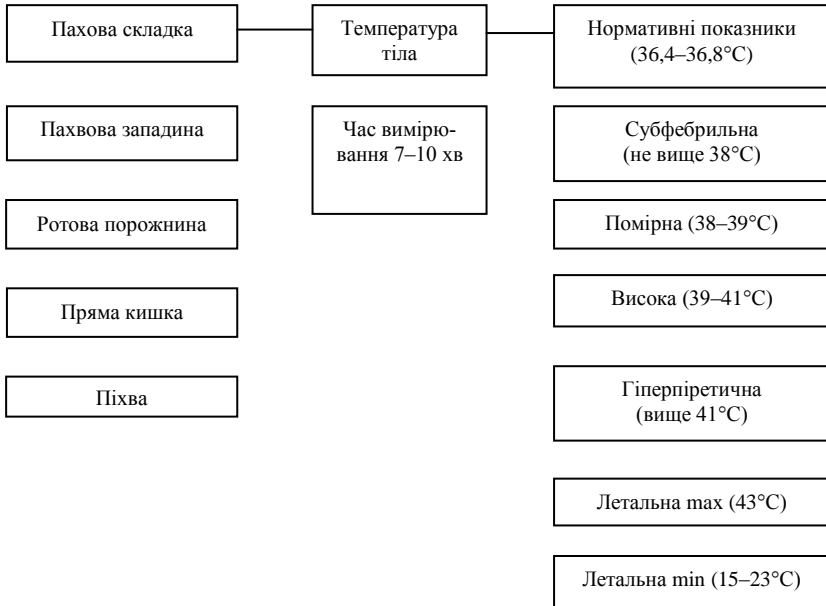 Пахова складка
Температура
тіла
Нормативні показники
(36,4–36,8°C)
Пахвова западина
Час вимірю-
вання 7–10 хв
Субфебрильна
(не вище 38°C)
Ротова порожнина
Помірна (38–39°C)
Пряма кишка
Висока (39–41°C)
Піхва
Гіперпіретична
(вище 41°C)
Летальна max (43°C)
Летальна min (15–23°C)